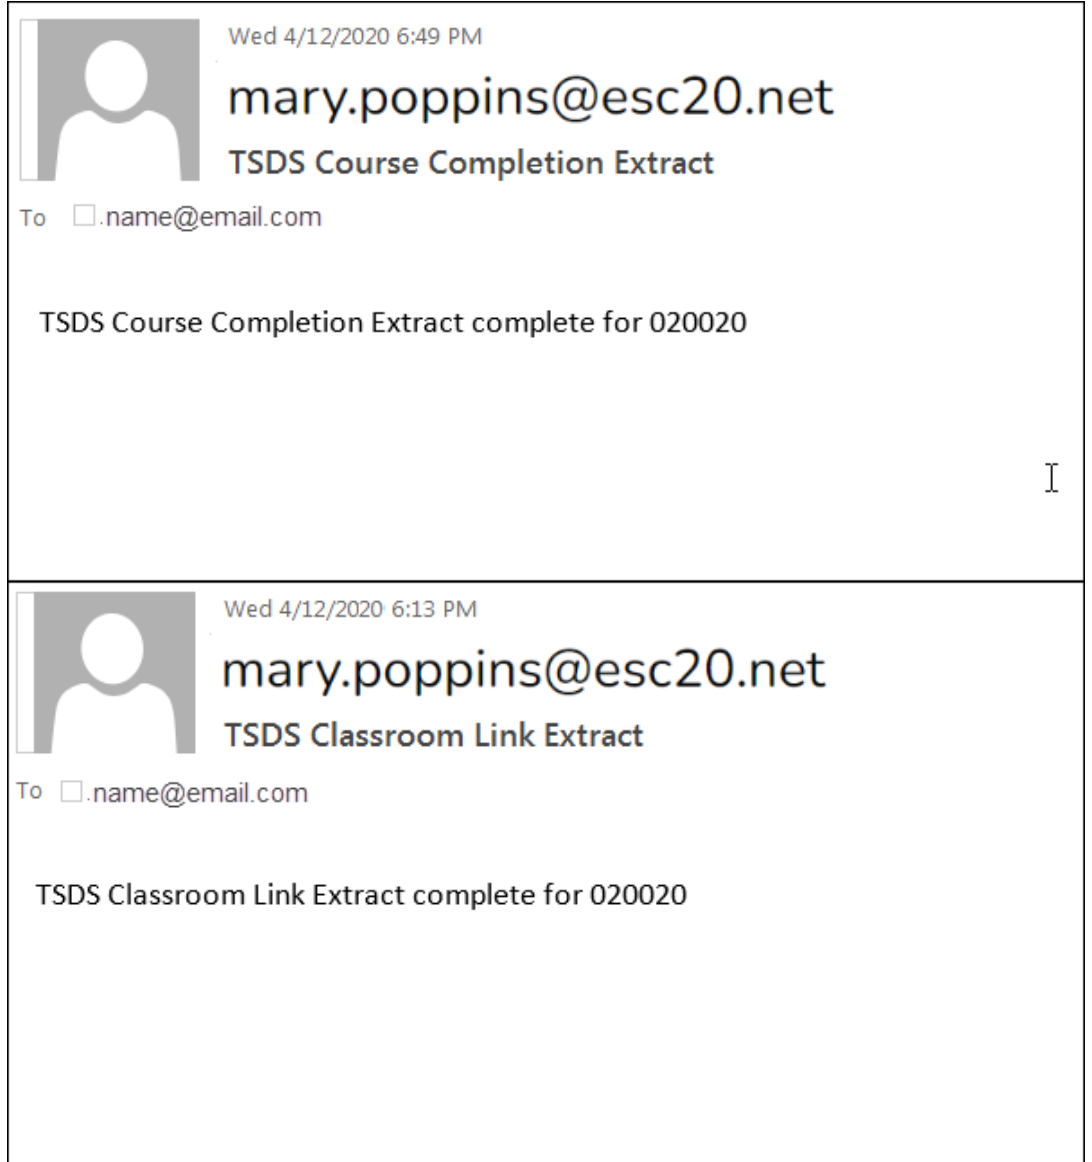 Wed 4/12/2020 6:49 PM
mary.poppins@esc20.net
TSDS Course Completion Extract
To .name@email.com
TSDS Course Completion Extract complete for 020020
Wed 4/12/2020 6:13 PM
mary.poppins@esc20.net
TSDS Classroom Link Extract
To .name@email.com
TSDS Classroom Link Extract complete for 020020